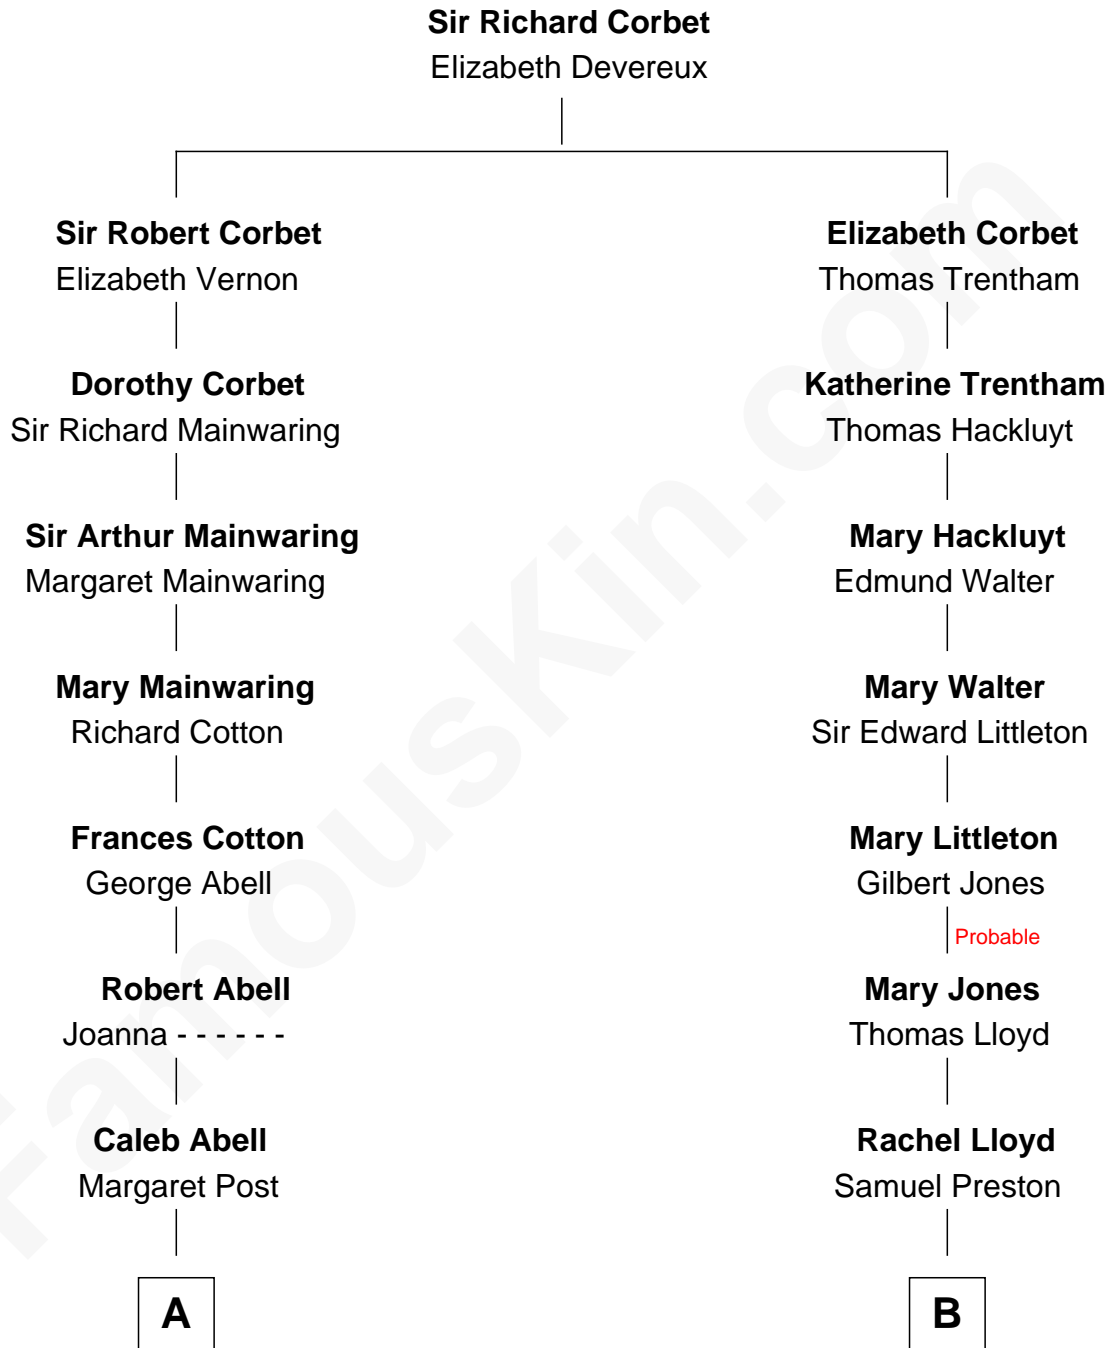 Sir Richard Corbet
Elizabeth Devereux
Sir Robert Corbet
Elizabeth Vernon
Elizabeth Corbet
Thomas Trentham
Dorothy Corbet
Sir Richard Mainwaring
Katherine Trentham
Thomas Hackluyt
Sir Arthur Mainwaring
Margaret Mainwaring
Mary Hackluyt
Edmund Walter
Mary Mainwaring
Richard Cotton
Mary Walter
Sir Edward Littleton
Frances Cotton
George Abell
Mary Littleton
Gilbert Jones
Probable
Robert Abell
Joanna - - - - - -
Mary Jones
Thomas Lloyd
Caleb Abell
Margaret Post
Rachel Lloyd
Samuel Preston
A
B
FamousKin.com